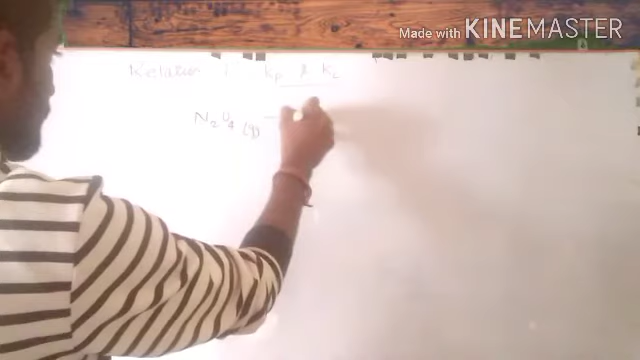 Made with KINEMASTER
Relation Kp & Kc
N₂O₄ (g)